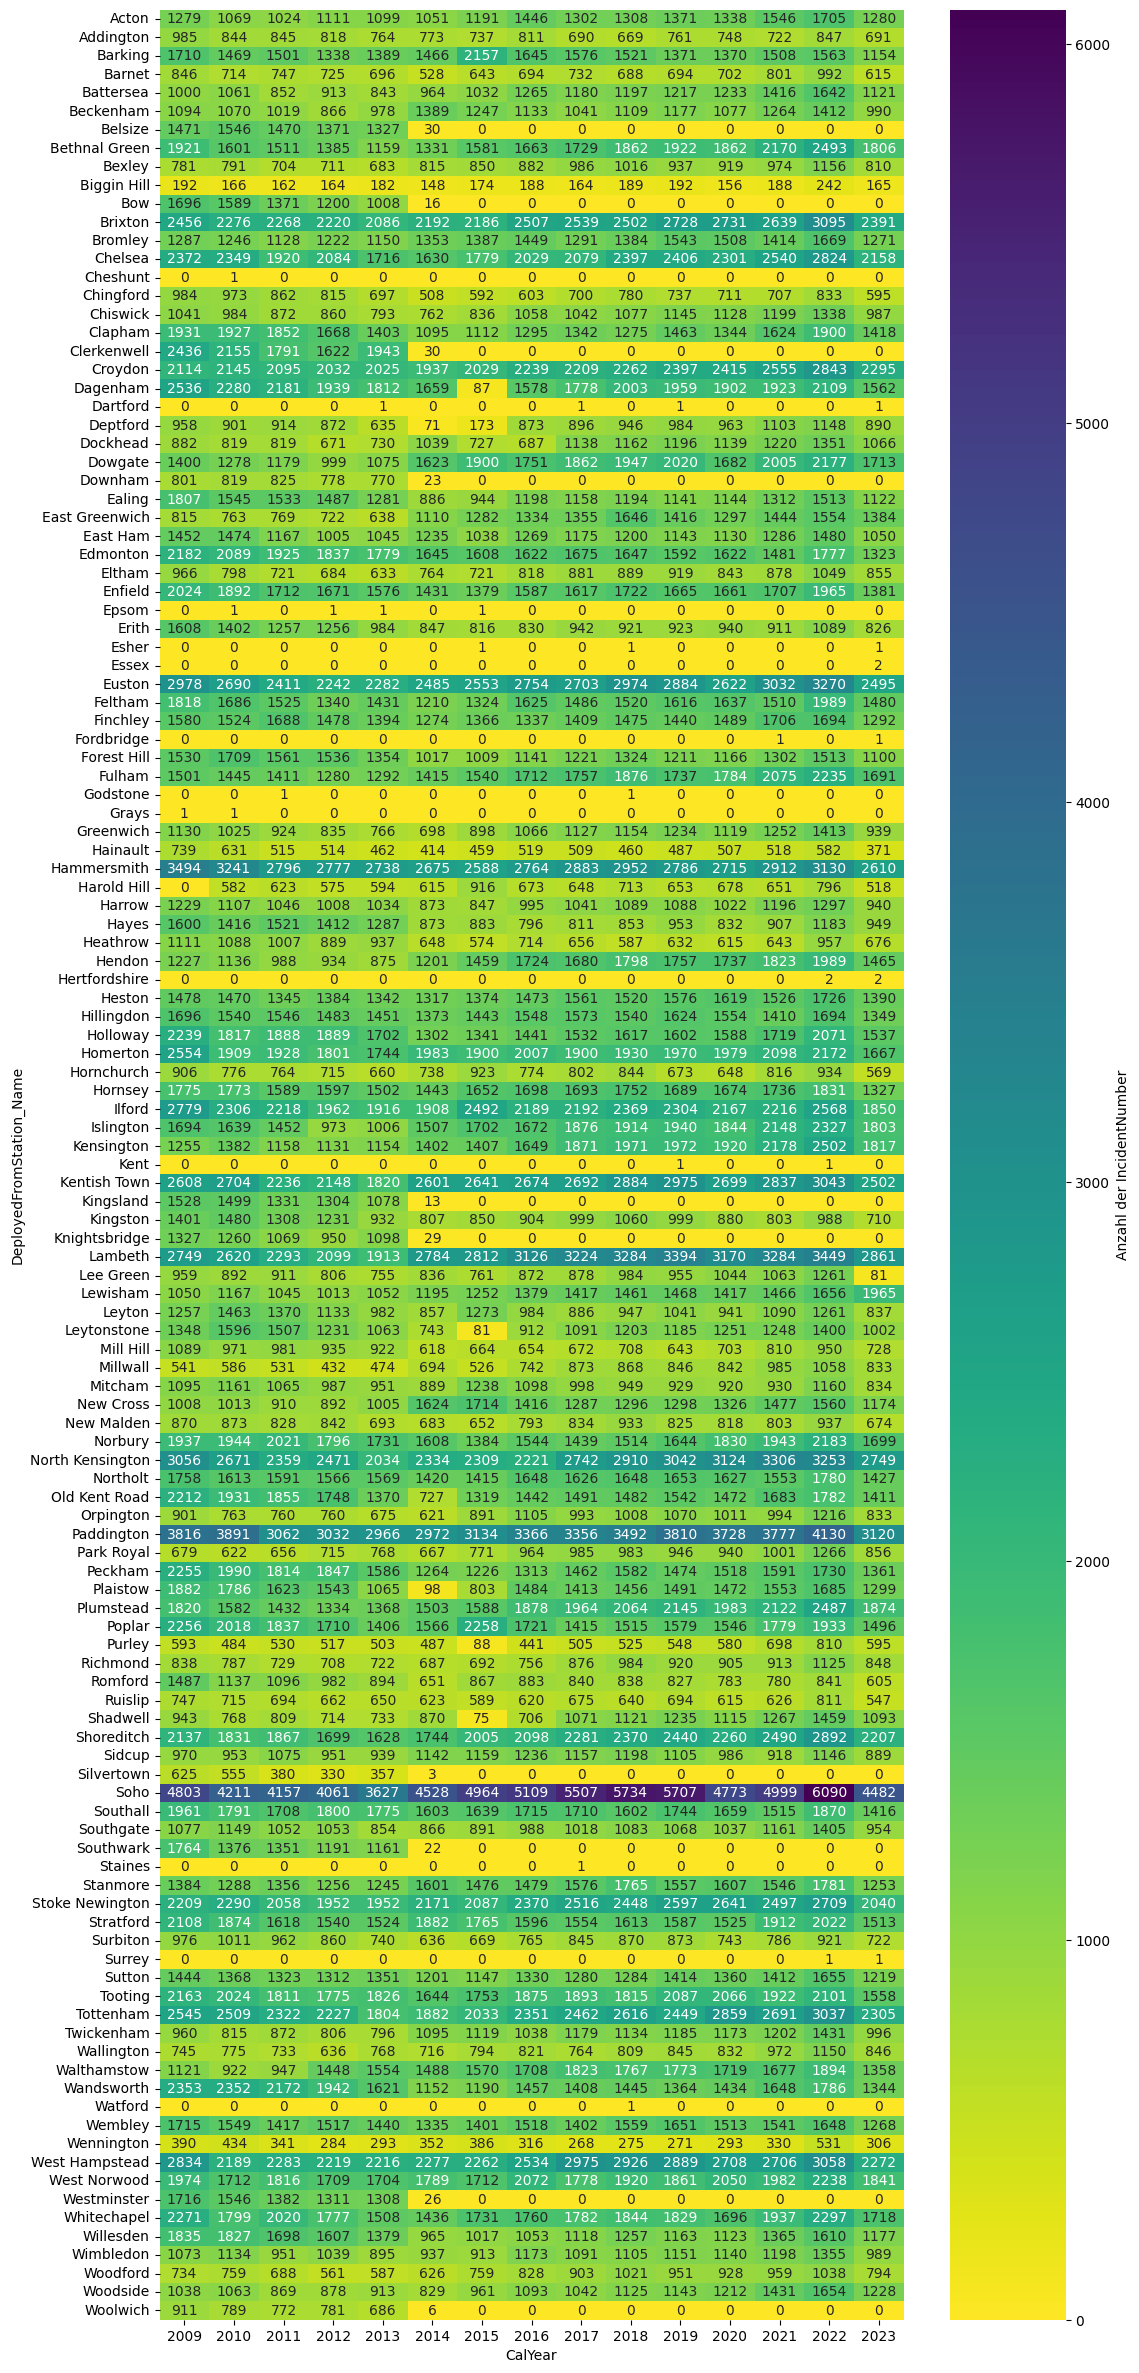 Acton 1279 1069 1024 1111 1099 1051 1191 1446 1302 1308 1371 1338 1546 1705 1280
Addington 985 844 845 818 764 773 737 811 690 669 761 748 722 847 691
Barking 1710 1469 1501 1338 1389 1466 2157 1645 1576 1521 1371 1370 1508 1563 1154
Barnet 846 714 747 725 696 528 643 694 732 688 694 702 801 992 615
Battersea 1000 1061 852 913 843 964 1032 1265 1180 1197 1217 1233 1416 1642 1121
Beckenham 1094 1070 1019 866 978 1389 1247 1133 1041 1109 1177 1077 1264 1412 990
Belsize 1471 1546 1470 1371 1327 30 0 0 0 0 0 0 0 0 0
Bethnal Green 1921 1601 1511 1385 1159 1331 1581 1663 1729 1862 1922 1862 2170 2493 1806
Bexley 781 791 704 711 683 815 850 882 986 1016 937 919 974 1156 810
Biggin Hill 192 166 162 164 182 148 174 188 164 189 192 156 188 242 165
Bow 1696 1589 1371 1200 1008 16 0 0 0 0 0 0 0 0 0
Brixton 2456 2276 2268 2220 2086 2192 2186 2507 2539 2502 2728 2731 2639 3095 2391
Bromley 1287 1246 1128 1222 1150 1353 1387 1449 1291 1384 1543 1508 1414 1669 1271
Chelsea 2372 2349 1920 2084 1716 1630 1779 2029 2079 2397 2406 2301 2540 2824 2158
Cheshunt 0 1 0 0 0 0 0 0 0 0 0 0 0 0 0
Chingford 984 973 862 815 697 508 592 603 700 780 737 711 707 833 595
Chiswick 1041 984 872 860 793 762 836 1058 1042 1077 1145 1128 1199 1338 987
Clapham 1931 1927 1852 1668 1403 1095 1112 1295 1342 1275 1463 1344 1624 1900 1418
Clerkenwell 2436 2155 1791 1622 1943 30 0 0 0 0 0 0 0 0 0
Croydon 2114 2145 2095 2032 2025 1937 2029 2239 2209 2262 2397 2415 2555 2843 2295
Dagenham 2536 2280 2181 1939 1812 1659 87 1578 1778 2003 1959 1902 1923 2109 1562
Dartford 0 0 0 0 1 0 0 0 1 0 1 0 0 0 1
Deptford 958 901 914 872 635 71 173 873 896 946 984 963 1103 1148 890
Dockhead 882 819 819 671 730 1039 727 687 1138 1162 1196 1139 1220 1351 1066
Dowgate 1400 1278 1179 999 1075 1623 1900 1751 1862 1947 2020 1682 2005 2177 1713
Downham 801 819 825 778 770 23 0 0 0 0 0 0 0 0 0
Ealing 1807 1545 1533 1487 1281 886 944 1198 1158 1194 1141 1144 1312 1513 1122
East Greenwich 815 763 769 722 638 1110 1282 1334 1355 1646 1416 1297 1444 1554 1384
East Ham 1452 1474 1167 1005 1045 1235 1038 1269 1175 1200 1143 1130 1286 1480 1050
Edmonton 2182 2089 1925 1837 1779 1645 1608 1622 1675 1647 1592 1622 1481 1777 1323
Eltham 966 798 721 684 633 764 721 818 881 889 919 843 878 1049 855
Enfield 2024 1892 1712 1671 1576 1431 1379 1587 1617 1722 1665 1661 1707 1965 1381
Epsom 0 1 0 1 1 0 1 0 0 0 0 0 0 0 0
Erith 1608 1402 1257 1256 984 847 816 830 942 921 923 940 911 1089 826
Esher 0 0 0 0 0 0 1 0 0 1 0 0 0 0 1
Essex 0 0 0 0 0 0 0 0 0 0 0 0 0 0 2
Euston 2978 2690 2411 2242 2282 2485 2553 2754 2703 2974 2884 2622 3032 3270 2495
Feltham 1818 1686 1525 1340 1431 1210 1324 1625 1486 1520 1616 1637 1510 1989 1480
Finchley 1580 1524 1688 1478 1394 1274 1366 1337 1409 1475 1440 1489 1706 1694 1292
Fordbridge 0 0 0 0 0 0 0 0 0 0 0 0 1 0 1
Forest Hill 1530 1709 1561 1536 1354 1017 1009 1141 1221 1324 1211 1166 1302 1513 1100
Fulham 1501 1445 1411 1280 1292 1415 1540 1712 1757 1876 1737 1784 2075 2235 1691
Godstone 0 0 1 0 0 0 0 0 0 1 0 0 0 0 0
Grays 1 1 0 0 0 0 0 0 0 0 0 0 0 0 0
Greenwich 1130 1025 924 835 766 698 898 1066 1127 1154 1234 1119 1252 1413 939
Hainault 739 631 515 514 462 414 459 519 509 460 487 507 518 582 371
Hammersmith 3494 3241 2796 2777 2738 2675 2588 2764 2883 2952 2786 2715 2912 3130 2610
Harold Hill 0 582 623 575 594 615 916 673 648 713 653 678 651 796 518
Harrow 1229 1107 1046 1008 1034 873 847 995 1041 1089 1088 1022 1196 1297 940
Hayes 1600 1416 1521 1412 1287 873 883 796 811 853 953 832 907 1183 949
Heathrow 1111 1088 1007 889 937 648 574 714 656 587 632 615 643 957 676
Hendon 1227 1136 988 934 875 1201 1459 1724 1680 1798 1757 1737 1823 1989 1465
Hertfordshire 0 0 0 0 0 0 0 0 0 0 0 0 0 2 2
Heston 1478 1470 1345 1384 1342 1317 1374 1473 1561 1520 1576 1619 1526 1726 1390
Hillingdon 1696 1540 1546 1483 1451 1373 1443 1548 1573 1540 1624 1554 1410 1694 1349
Holloway 2239 1817 1888 1889 1702 1302 1341 1441 1532 1617 1602 1588 1719 2071 1537
Homerton 2554 1909 1928 1801 1744 1983 1900 2007 1900 1930 1970 1979 2098 2172 1667
Hornchurch 906 776 764 715 660 738 923 774 802 844 673 648 816 934 569
Hornsey 1775 1773 1589 1597 1502 1443 1652 1698 1693 1752 1689 1674 1736 1831 1327
Ilford 2779 2306 2218 1962 1916 1908 2492 2189 2192 2369 2304 2167 2216 2568 1850
Islington 1694 1639 1452 973 1006 1507 1702 1672 1876 1914 1940 1844 2148 2327 1803
Kensington 1255 1382 1158 1131 1154 1402 1407 1649 1871 1971 1972 1920 2178 2502 1817
Kent 0 0 0 0 0 0 0 0 0 0 1 0 0 1 0
Kentish Town 2608 2704 2236 2148 1820 2601 2641 2674 2692 2884 2975 2699 2837 3043 2502
Kingsland 1528 1499 1331 1304 1078 13 0 0 0 0 0 0 0 0 0
Kingston 1401 1480 1308 1231 932 807 850 904 999 1060 999 880 803 988 710
Knightsbridge 1327 1260 1069 950 1098 29 0 0 0 0 0 0 0 0 0
Lambeth 2749 2620 2293 2099 1913 2784 2812 3126 3224 3284 3394 3170 3284 3449 2861
Lee Green 959 892 911 806 755 836 761 872 878 984 955 1044 1063 1261 81
Lewisham 1050 1167 1045 1013 1052 1195 1252 1379 1417 1461 1468 1417 1466 1656 1965
Leyton 1257 1463 1370 1133 982 857 1273 984 886 947 1041 941 1090 1261 837
Leytonstone 1348 1596 1507 1231 1063 743 81 912 1091 1203 1185 1251 1248 1400 1002
Mill Hill 1089 971 981 935 922 618 664 654 672 708 643 703 810 950 728
Millwall 541 586 531 432 474 694 526 742 873 868 846 842 985 1058 833
Mitcham 1095 1161 1065 987 951 889 1238 1098 998 949 929 920 930 1160 834
New Cross 1008 1013 910 892 1005 1624 1714 1416 1287 1296 1298 1326 1477 1560 1174
New Malden 870 873 828 842 693 683 652 793 834 933 825 818 803 937 674
Norbury 1937 1944 2021 1796 1731 1608 1384 1544 1439 1514 1644 1830 1943 2183 1699
North Kensington 3056 2671 2359 2471 2034 2334 2309 2221 2742 2910 3042 3124 3306 3253 2749
Northolt 1758 1613 1591 1566 1569 1420 1415 1648 1626 1648 1653 1627 1553 1780 1427
Old Kent Road 2212 1931 1855 1748 1370 727 1319 1442 1491 1482 1542 1472 1683 1782 1411
Orpington 901 763 760 760 675 621 891 1105 993 1008 1070 1011 994 1216 833
Paddington 3816 3891 3062 3032 2966 2972 3134 3366 3356 3492 3810 3728 3777 4130 3120
Park Royal 679 622 656 715 768 667 771 964 985 983 946 940 1001 1266 856
Peckham 2255 1990 1814 1847 1586 1264 1226 1313 1462 1582 1474 1518 1591 1730 1361
Plaistow 1882 1786 1623 1543 1065 98 803 1484 1413 1456 1491 1472 1553 1685 1299
Plumstead 1820 1582 1432 1334 1368 1503 1588 1878 1964 2064 2145 1983 2122 2487 1874
Poplar 2256 2018 1837 1710 1406 1566 2258 1721 1415 1515 1579 1546 1779 1933 1496
Purley 593 484 530 517 503 487 88 441 505 525 548 580 698 810 595
Richmond 838 787 729 708 722 687 692 756 876 984 920 905 913 1125 848
Romford 1487 1137 1096 982 894 651 867 883 840 838 827 783 780 841 605
Ruislip 747 715 694 662 650 623 589 620 675 640 694 615 626 811 547
Shadwell 943 768 809 714 733 870 75 706 1071 1121 1235 1115 1267 1459 1093
Shoreditch 2137 1831 1867 1699 1628 1744 2005 2098 2281 2370 2440 2260 2490 2892 2207
Sidcup 970 953 1075 951 939 1142 1159 1236 1157 1198 1105 986 918 1146 889
Silvertown 625 555 380 330 357 3 0 0 0 0 0 0 0 0 0
Soho 4803 4211 4157 4061 3627 4528 4964 5109 5507 5734 5707 4773 4999 6090 4482
Southall 1961 1791 1708 1800 1775 1603 1639 1715 1710 1602 1744 1659 1515 1870 1416
Southgate 1077 1149 1052 1053 854 866 891 988 1018 1083 1068 1037 1161 1405 954
Southwark 1764 1376 1351 1191 1161 22 0 0 0 0 0 0 0 0 0
Staines 0 0 0 0 0 0 0 0 1 0 0 0 0 0 0
Stanmore 1384 1288 1356 1256 1245 1601 1476 1479 1576 1765 1557 1607 1546 1781 1253
Stoke Newington 2209 2290 2058 1952 1952 2171 2087 2370 2516 2448 2597 2641 2497 2709 2040
Stratford 2108 1874 1618 1540 1524 1882 1765 1596 1554 1613 1587 1525 1912 2022 1513
Surbiton 976 1011 962 860 740 636 669 765 845 870 873 743 786 921 722
Surrey 0 0 0 0 0 0 0 0 0 0 0 0 0 1 1
Sutton 1444 1368 1323 1312 1351 1201 1147 1330 1280 1284 1414 1360 1412 1655 1219
Tooting 2163 2024 1811 1775 1826 1644 1753 1875 1893 1815 2087 2066 1922 2101 1558
Tottenham 2545 2509 2322 2227 1804 1882 2033 2351 2462 2616 2449 2859 2691 3037 2305
Twickenham 960 815 872 806 796 1095 1119 1038 1179 1134 1185 1173 1202 1431 996
Wallington 745 775 733 636 768 716 794 821 764 809 845 832 972 1150 846
Walthamstow 1121 922 947 1448 1554 1488 1570 1708 1823 1767 1773 1719 1677 1894 1358
Wandsworth 2353 2352 2172 1942 1621 1152 1190 1457 1408 1445 1364 1434 1648 1786 1344
Watford 0 0 0 0 0 0 0 0 0 1 0 0 0 0 0
Wembley 1715 1549 1417 1517 1440 1335 1401 1518 1402 1559 1651 1513 1541 1648 1268
Wennington 390 434 341 284 293 352 386 316 268 275 271 293 330 531 306
West Hampstead 2834 2189 2283 2219 2216 2277 2262 2534 2975 2926 2889 2708 2706 3058 2272
West Norwood 1974 1712 1816 1709 1704 1789 1712 2072 1778 1920 1861 2050 1982 2238 1841
Westminster 1716 1546 1382 1311 1308 26 0 0 0 0 0 0 0 0 0
Whitechapel 2271 1799 2020 1777 1508 1436 1731 1760 1782 1844 1829 1696 1937 2297 1718
Willesden 1835 1827 1698 1607 1379 965 1017 1053 1118 1257 1163 1123 1365 1610 1177
Wimbledon 1073 1134 951 1039 895 937 913 1173 1091 1105 1151 1140 1198 1355 989
Woodford 734 759 688 561 587 626 759 828 903 1021 951 928 959 1038 794
Woodside 1038 1063 869 878 913 829 961 1093 1042 1125 1143 1212 1431 1654 1228
Woolwich 911 789 772 781 686 6 0 0 0 0 0 0 0 0 0
2009 2010 2011 2012 2013 2014 2015 2016 2017 2018 2019 2020 2021 2022 2023
CalYear
DeployedFromStation_Name
6000
5000
4000
3000
2000
1000
0
Anzahl der IncidentNumber